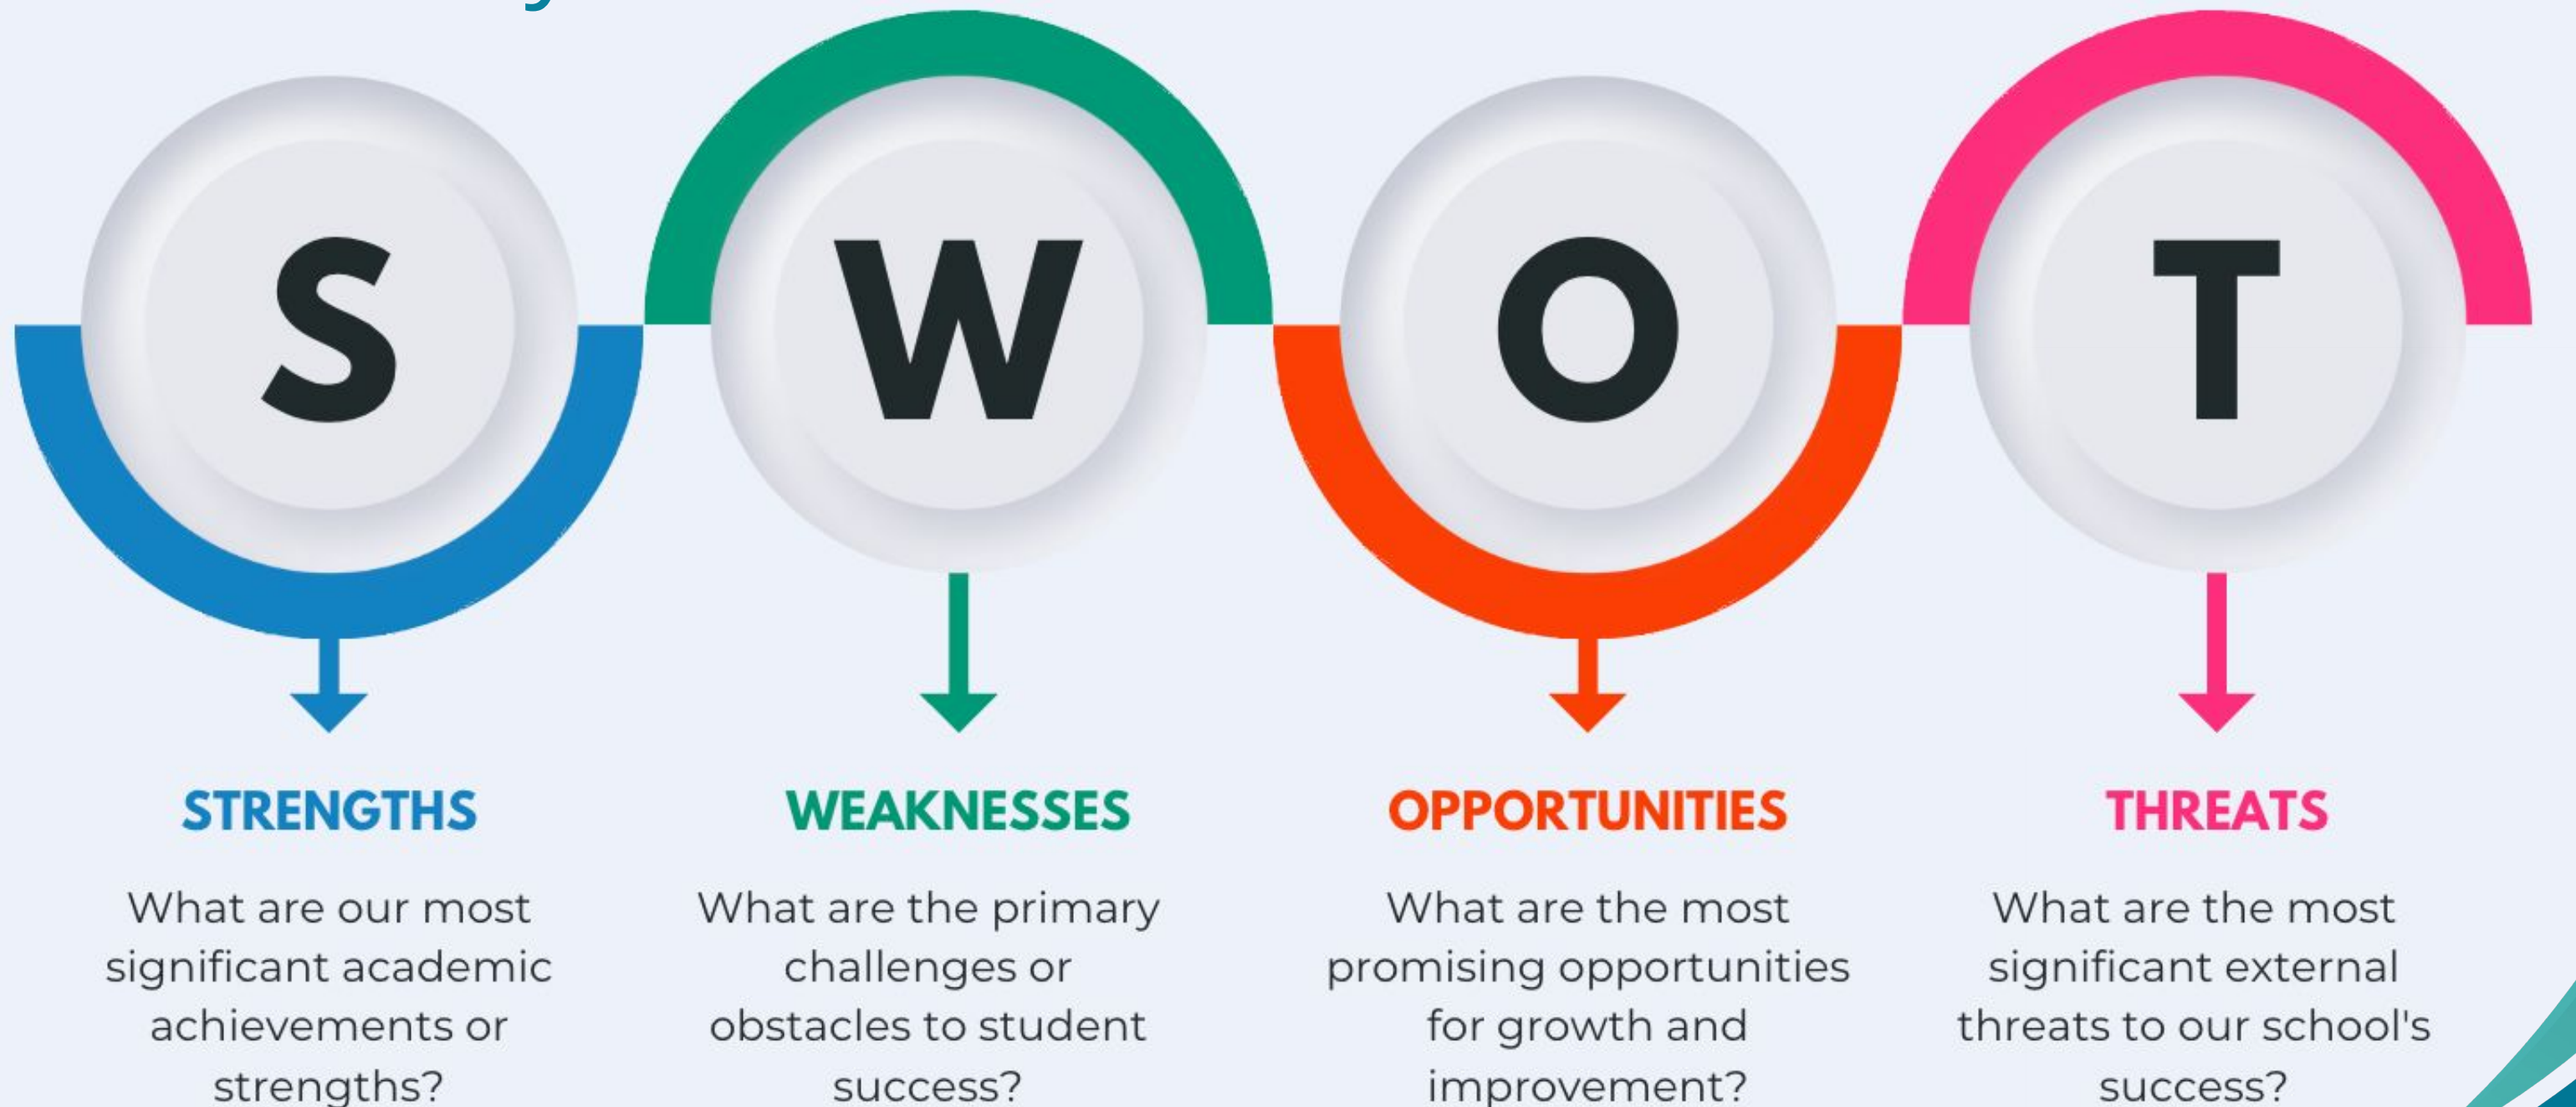 S
W
O
T
STRENGTHS
What are our most
significant academic
achievements or
strengths?
WEAKNESSES
What are the primary
challenges or
obstacles to student
success?
OPPORTUNITIES
What are the most
promising opportunities
for growth and
improvement?
THREATS
What are the most
significant external
threats to our school's
success?